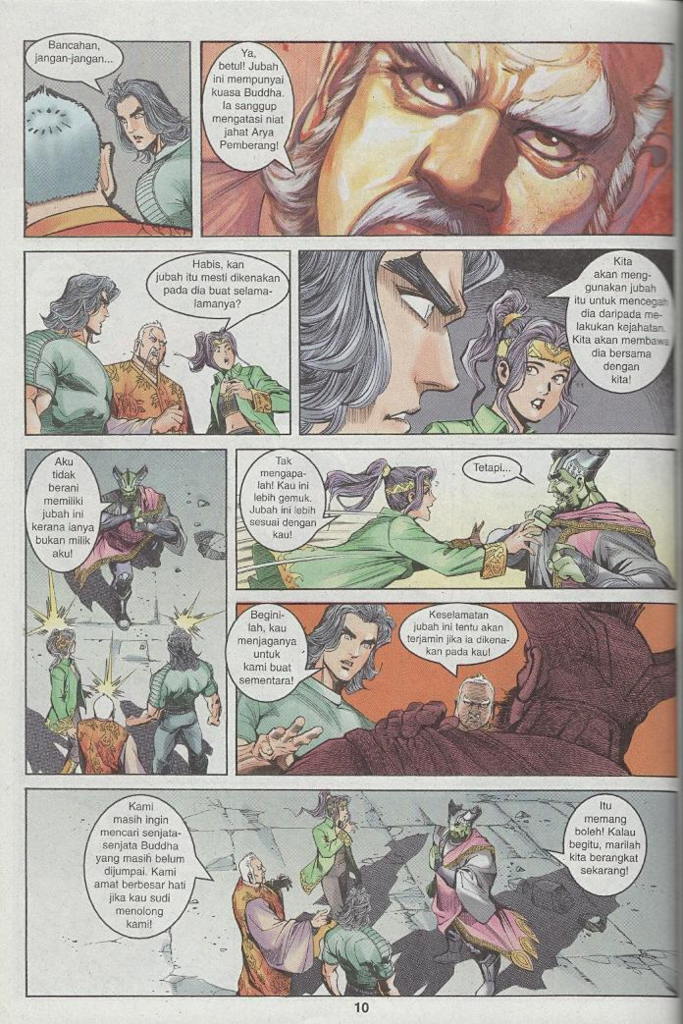 Bancahan,
jangan-jangan...
Ya,
betul! Jubah
ini mempunyai
kuasa Buddha.
Ia sanggup
mengatasi niat
jahat Arya
Pemberang!
Habis, kan
jubah itu mesti dikenakan
pada dia buat selama-
lamanya?
Kita
akan meng-
gunakan jubah
itu untuk mencegah
dia daripada me-
lakukan kejahatan.
Kita akan membawa
dia bersama
dengan
kita!
Aku
tidak
berani
memiliki
jubah ini
kerana ianya
bukan milik
aku!
Tak
mengapa-
lah! Kau ini
lebih gemuk.
Jubah ini lebih
sesuai dengan
kau!
Tetapi...
Begini-
lah, kau
menjaganya
untuk
kami buat
sementara!
Keselamatan
jubah ini tentu akan
terjamin jika ia dikena-
kan pada kau!
Kami
masih ingin
mencari senjata-
senjata Buddha
yang masih belum
dijumpai. Kami
amat berbesar hati
jika kau sudi
menolong
kami!
Itu
memang
boleh! Kalau
begitu, marilah
kita berangkat
sekarang!
10